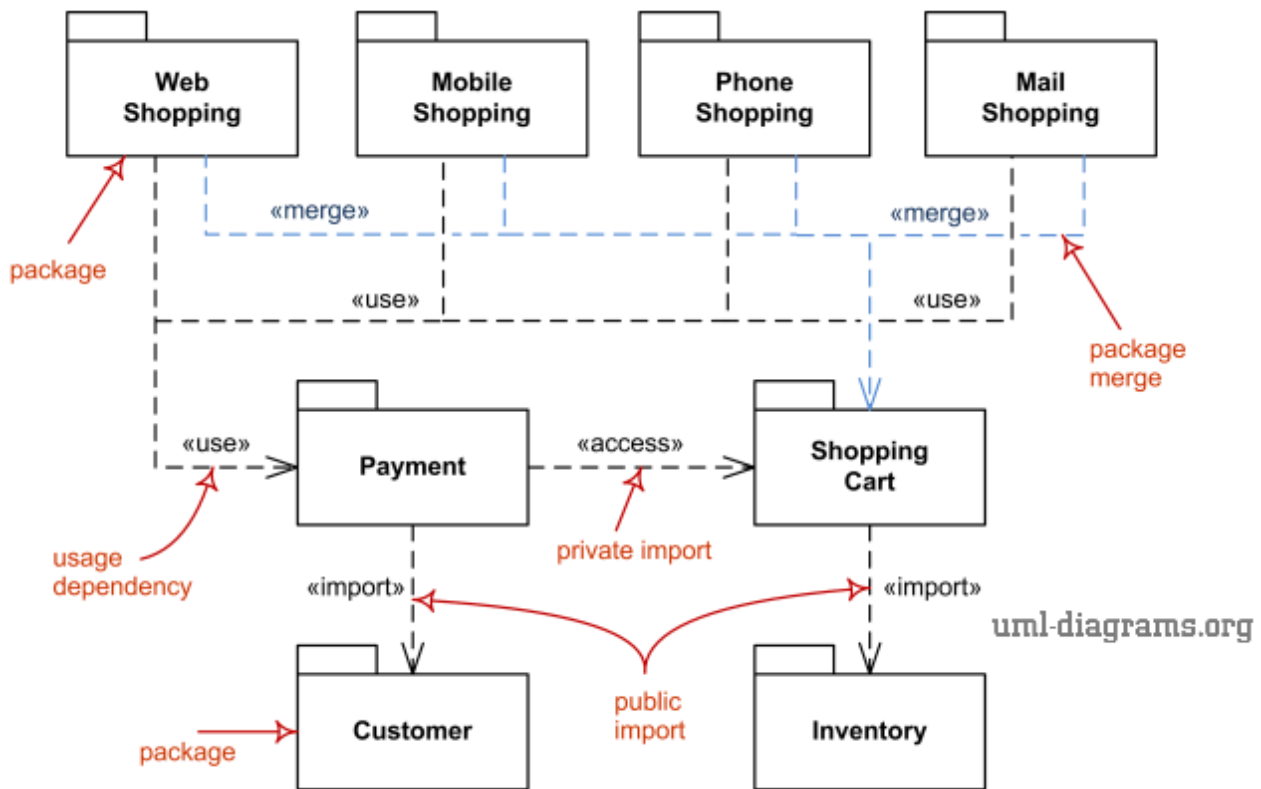 Web
Shopping
Mobile
Shopping
Phone
Shopping
Mail
Shopping
«merge»
«merge»
package
«use»
«use»
package
merge
«use»
Payment
«access»
Shopping
Cart
usage
dependency
private import
«import»
«import»
uml-diagrams.org
public
import
package
Customer
Inventory